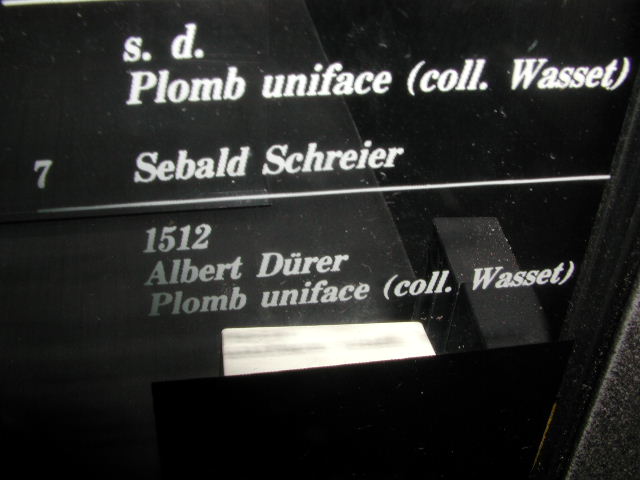 s. d.
Plomb uniface (coll. Wasset)
7 Sebald Schreier
1512
Albert Dürer
Plomb uniface (coll. Wasset)